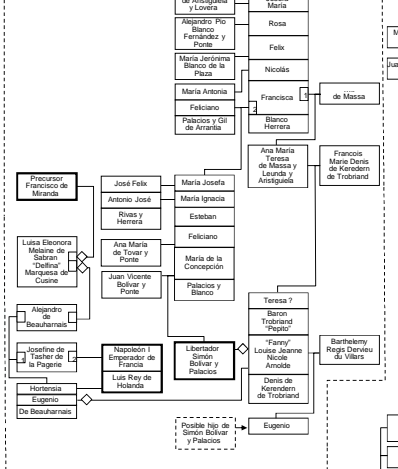 de Aristiguieta
y Lovera
María
Alejandro Pío
Blanco
Fernández y
Ponte
Rosa
Felix
María Jerónima
Blanco de la
Plaza
Nicolás
María Antonia
Francisca
1
.....
de Massa
Feliciano
2
Palacios y Gil
de Arrantia
Blanco
Herrera
Ana María
Teresa
de Massa y
Leunda y
Aristiguieta
Francois
Marie Denis
de Keredern
de Trobriand
Precursor
Francisco de
Miranda
José Felix
María Josefa
Antonio José
María Ignacia
Rivas y
Herrera
Esteban
Feliciano
Luisa Eleonora
Melaine de
Sabran
"Delfina"
Marquesa de
Cusine
Ana María
de Tovar y
Ponte
María de la
Concepción
Juan Vicente
Bolívar y
Ponte
Palacios y
Blanco
Teresa ?
Alejandro
de
Beauharnais
Baron
Trobriand
"Pepito"
Josefine de
Tasher de
la Pagerie
1
2
Napoleón I
Emperador de
Francia
Libertador
Simón
Bolívar y
Palacios
"Fanny"
Louise Jeanne
Nicole
Arnolde
Barthelemy
Regis Dervieu
du Villars
Luis Rey de
Holanda
Hortensia
Eugenio
De Beauharnais
Denis de
Kerendern
de Trobriand
Posible hijo de
Simón Bolívar
y Palacios
Eugenio